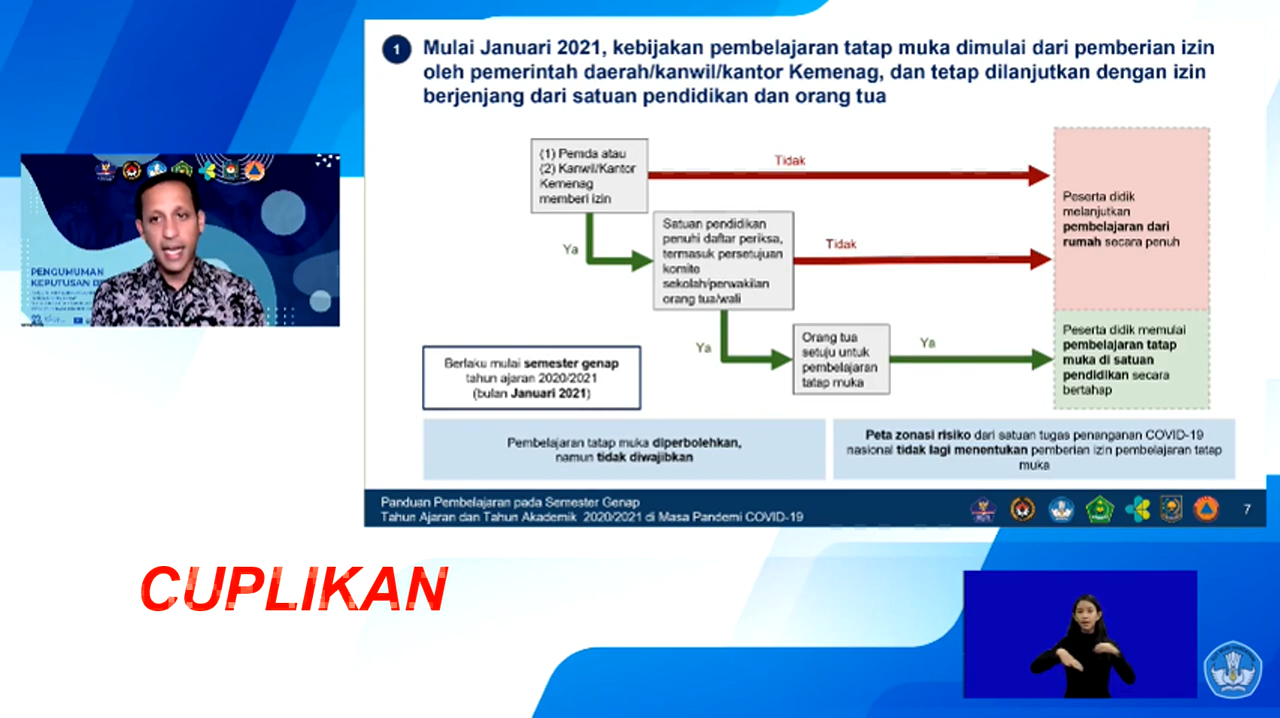 1
Mulai Januari 2021, kebijakan pembelajaran tatap muka dimulai dari pemberian izin
oleh pemerintah daerah/kanwil/kantor Kemenag, dan tetap dilanjutkan dengan izin
berjenjang dari satuan pendidikan dan orang tua
(1) Pemda atau
(2) Kanwil/Kantor
Kemenag
memberi izin
Tidak
Ya
Satuan pendidikan
penuhi daftar periksa,
termasuk persetujuan
komite
sekolah/perwakilan
orang tua/wali
Tidak
Peserta didik
melanjutkan
pembelajaran dari
rumah secara penuh
Ya
Orang tua
setuju untuk
pembelajaran
tatap muka
Ya
Peserta didik memulai
pembelajaran tatap
muka di satuan
pendidikan secara
bertahap
Berlaku mulai semester genap
tahun ajaran 2020/2021
(bulan Januari 2021)
Pembelajaran tatap muka diperbolehkan,
namun tidak diwajibkan
Peta zonasi risiko dari satuan tugas penanganan COVID-19
nasional tidak lagi menentukan pemberian izin pembelajaran tatap
muka
Panduan Pembelajaran pada Semester Genap
Tahun Ajaran dan Tahun Akademik 2020/2021 di Masa Pandemi COVID-19
7
PENGUMUMAN
KEPUTUSAN
CUPLIKAN